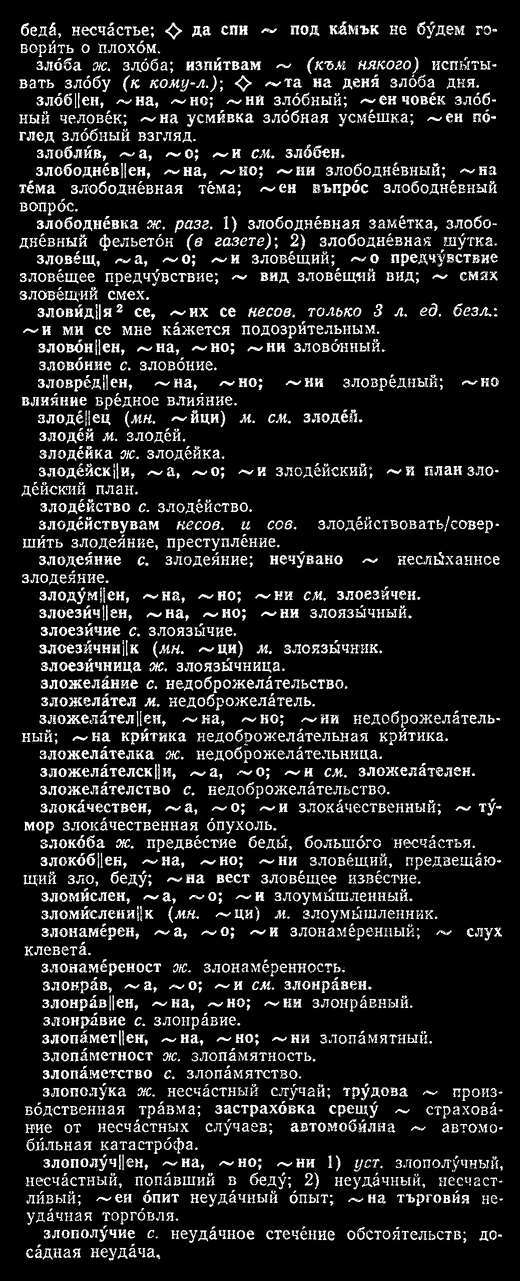 беда́, несча́стье; ◇ да спи ~ под ка́мък не бу́дем го-
вори́ть о плохо́м.
зло́ба ж. зло́ба; изпи́твам ~ (към ня́кого) испы́ты-
вать зло́бу (к кому-л.); ◇ ~та на деня́ зло́ба дня.
зло́б||ен, ~на, ~но; ~ни зло́бный; ~ен чове́к зло́б-
ный челове́к; ~на усми́вка зло́бная усме́шка; ~ен по́-
глед зло́бный взгляд.
злобли́в, ~а, ~о; ~и см. зло́бен.
злободне́в||ен, ~на, ~но; ~ни злободне́вный; ~на
те́ма злободне́вная те́ма; ~ен въпро́с злободне́вный
вопро́с.
злободне́вка ж. разг. 1) злободне́вная заме́тка, злобо-
дне́вный фельето́н (в газете); 2) злободне́вная шу́тка.
злове́щ, ~а, ~о; ~и злове́щий; ~о предчу́вствие
злове́щее предчу́вствие; ~ вид злове́щий вид; ~ смях
злове́щий смех.
злови́д||я² се, ~их се несов. только 3 л. ед. безл.:
~и ми се мне ка́жется подозри́тельным.
злово́н||ен, ~на, ~но; ~ни злово́нный.
злово́ние с. злово́ние.
зловре́д||ен, ~на, ~но; ~ни зловре́дный; ~но
влия́ние вре́дное влия́ние.
злоде́||ец (мн. ~йци) м. см. злоде́й.
злоде́й м. злоде́й.
злоде́йка ж. злоде́йка.
злоде́йск||и, ~а, ~о; ~и злоде́йский; ~и план зло-
де́йский план.
злоде́йство с. злоде́йство.
злоде́йствувам несов. и сов. злоде́йствовать/совер-
ши́ть злодея́ние, преступле́ние.
злодея́ние с. злодея́ние; нечу́вано ~ неслы́ханное
злодея́ние.
злоду́м||ен, ~на, ~но; ~ни см. злоези́чен.
злоези́ч||ен, ~на, ~но; ~ни злоязы́чный.
злоези́чие с. злоязы́чие.
злоези́чни||к (мн. ~ци) м. злоязы́чник.
злоези́чница ж. злоязы́чница.
зложела́ние с. недоброжела́тельство.
зложела́тел м. недоброжела́тель.
зложела́тел||ен, ~на, ~но; ~ни недоброжела́тель-
ный; ~на кри́тика недоброжела́тельная кри́тика.
зложела́телка ж. недоброжела́тельница.
зложела́телск||и, ~а, ~о; ~и см. зложела́телен.
зложела́телство с. недоброжела́тельство.
злока́чествен, ~а, ~о; ~и злока́чественный; ~ ту́-
мор злока́чественная о́пухоль.
злоко́ба ж. предве́стие беды́, большо́го несча́стья.
злоко́б||ен, ~на, ~но; ~ни злове́щий, предвеща́ю-
щий зло, беду́; ~на вест злове́щее изве́стие.
зломи́слен, ~а, ~о; ~и злоумы́шленный.
зломи́слени||к (мн. ~ци) м. злоумы́шленник.
злонаме́рен, ~а, ~о; ~и злонаме́ренный; ~ слух
клевета́.
злонаме́реност ж. злонаме́ренность.
злонра́в, ~а, ~о; ~и см. злонра́вен.
злонра́в||ен, ~на, ~но; ~ни злонра́вный.
злонра́вие с. злонра́вие.
злопа́мет||ен, ~на, ~но; ~ни злопа́мятный.
злопа́метност ж. злопа́мятность.
злопа́метство с. злопа́мятство.
злополу́ка ж. несча́стный слу́чай; тру́дова ~ произ-
во́дственная тра́вма; застрахо́вка срещу́ ~ страхова́-
ние от несча́стных слу́чаев; автомоби́лна ~ автомо-
би́льная катастро́фа.
злополу́ч||ен, ~на, ~но; ~ни 1) уст. злополу́чный,
несча́стный, попа́вший в беду́; 2) неуда́чный, несчаст-
ли́вый; ~ен о́пит неуда́чный о́пыт; ~на търгови́я не-
уда́чная торго́вля.
злополу́чие с. неуда́чное стече́ние обстоя́тельств; до-
са́дная неуда́ча,